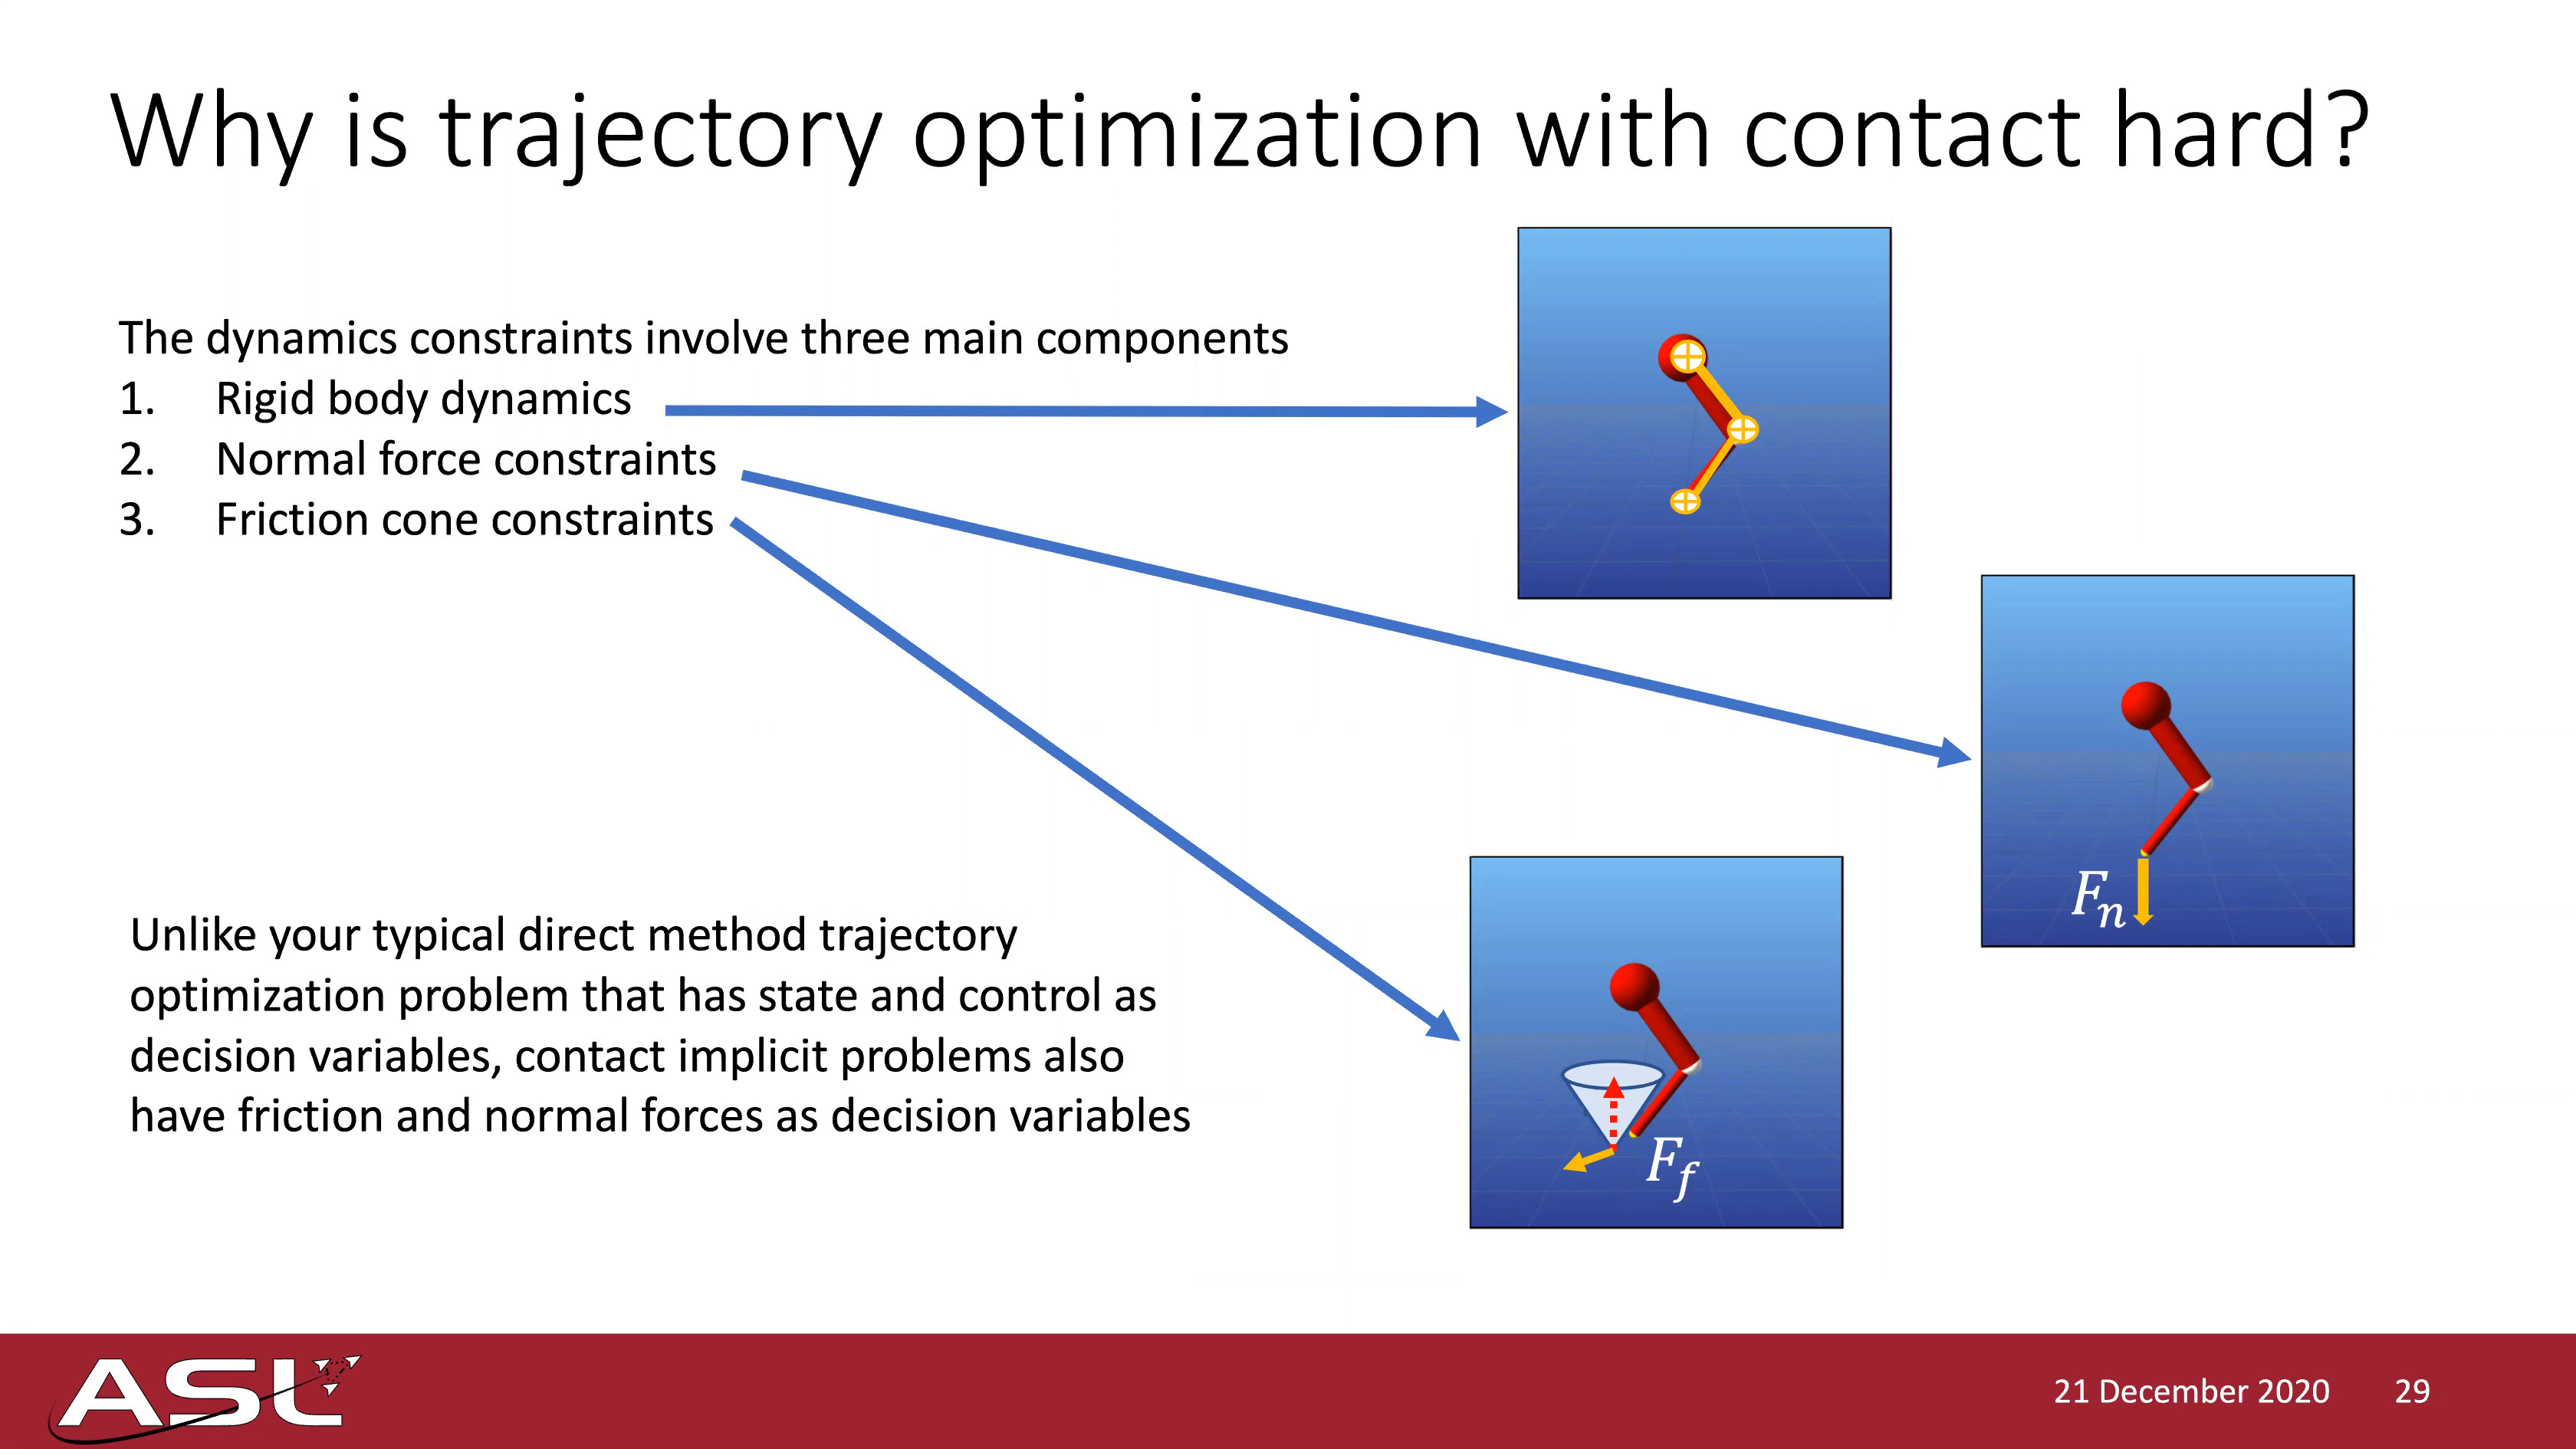 Why is trajectory optimization with contact hard?
The dynamics constraints involve three main components
1. Rigid body dynamics
2. Normal force constraints
3. Friction cone constraints
Unlike your typical direct method trajectory
optimization problem that has state and control as
decision variables, contact implicit problems also
have friction and normal forces as decision variables
Fₙ
F_f
ASL
21 December 2020 29